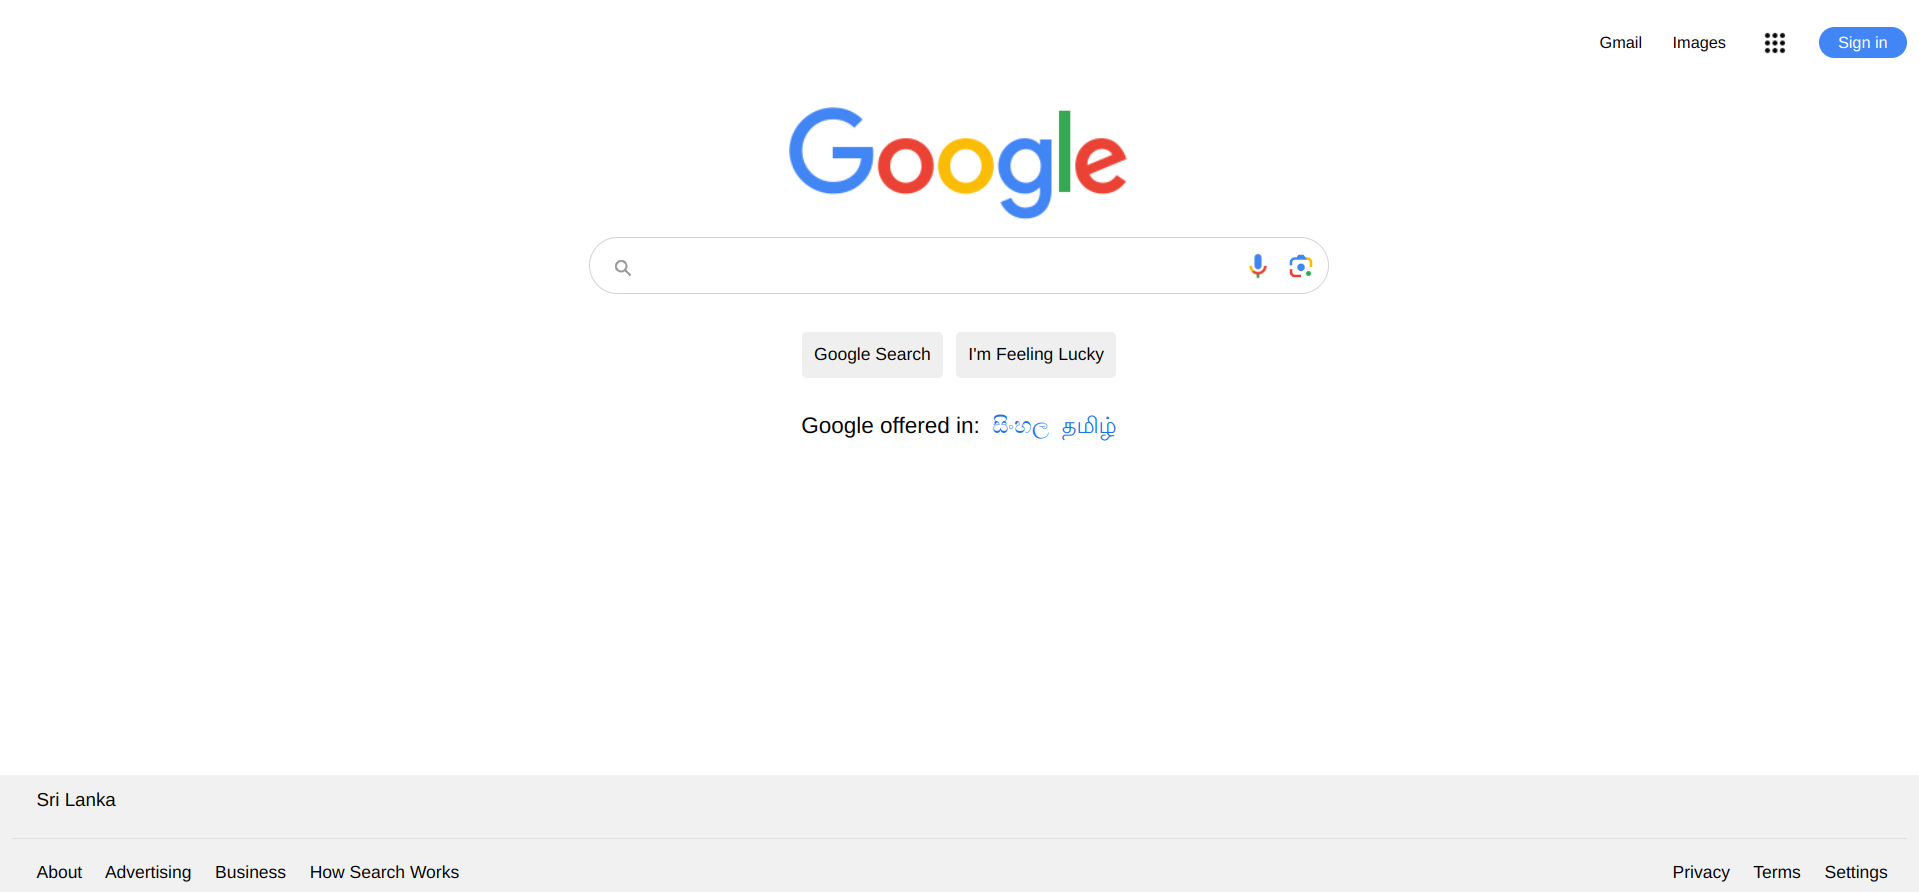 Gmail Images Sign in
Google
Google Search I'm Feeling Lucky
Google offered in: සිංහල தமிழ்
Sri Lanka
About Advertising Business How Search Works Privacy Terms Settings